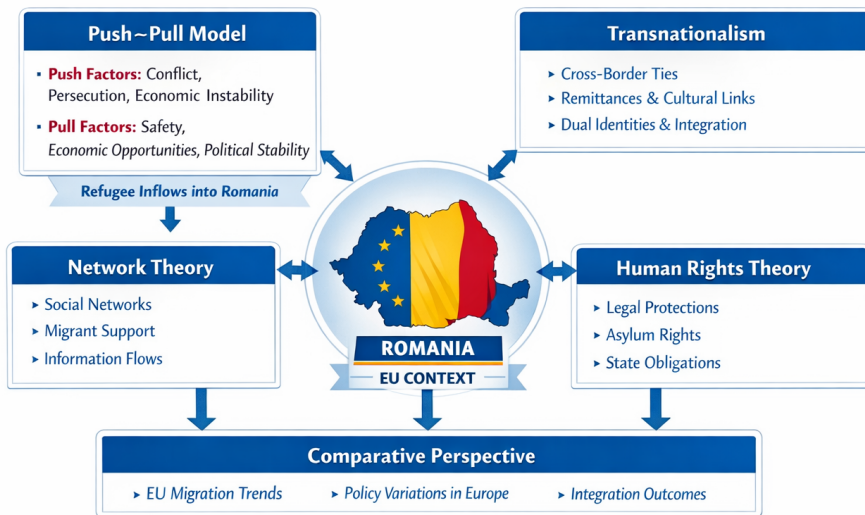 Push~Pull Model
▪ Push Factors: Conflict,
Persecution, Economic Instability
▪ Pull Factors: Safety,
Economic Opportunities, Political Stability
Refugee Inflows into Romania
Transnationalism
➤ Cross-Border Ties
➤ Remittances & Cultural Links
➤ Dual Identities & Integration
Network Theory
➤ Social Networks
➤ Migrant Support
➤ Information Flows
ROMANIA
EU CONTEXT
Human Rights Theory
➤ Legal Protections
➤ Asylum Rights
➤ State Obligations
Comparative Perspective
➤ EU Migration Trends
➤ Policy Variations in Europe
➤ Integration Outcomes